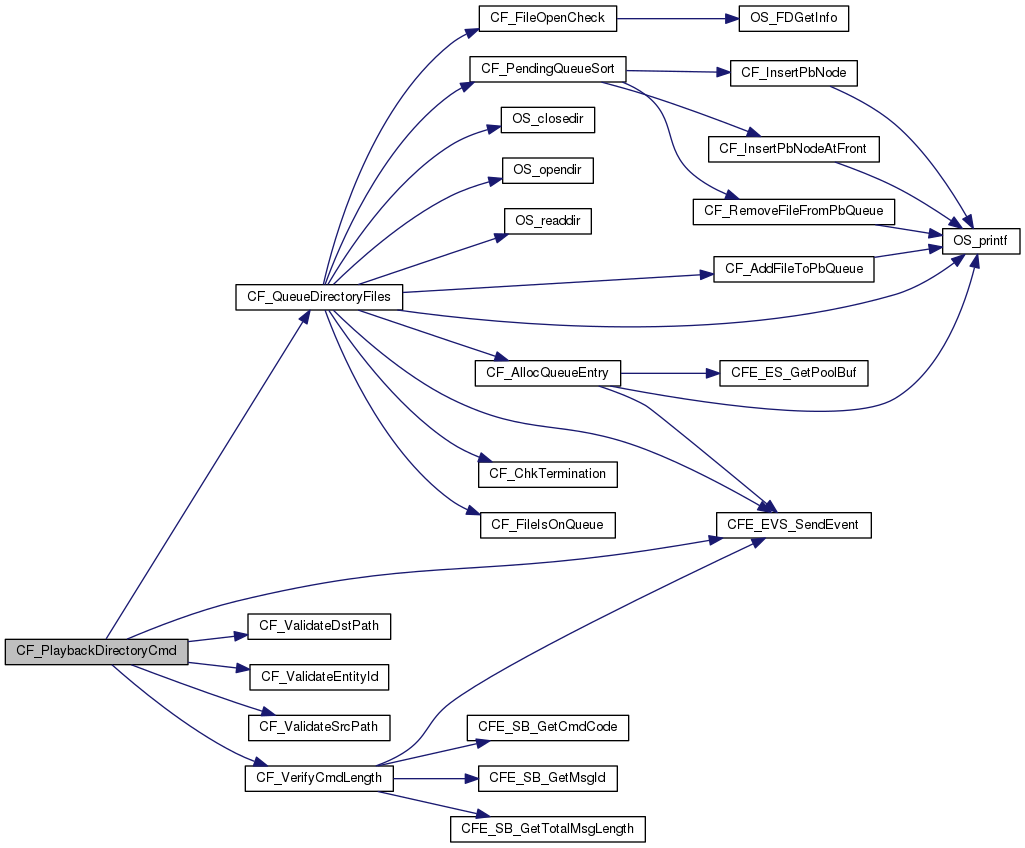 CF_FileOpenCheck
OS_FDGetInfo
CF_PendingQueueSort
CF_InsertPbNode
OS_closedir
CF_InsertPbNodeAtFront
OS_opendir
CF_RemoveFileFromPbQueue
OS_readdir
OS_printf
CF_AddFileToPbQueue
CF_QueueDirectoryFiles
CF_AllocQueueEntry
CFE_ES_GetPoolBuf
CF_ChkTermination
CF_FileIsOnQueue
CFE_EVS_SendEvent
CF_ValidateDstPath
CF_PlaybackDirectoryCmd
CF_ValidateEntityId
CF_ValidateSrcPath
CFE_SB_GetCmdCode
CF_VerifyCmdLength
CFE_SB_GetMsgId
CFE_SB_GetTotalMsgLength